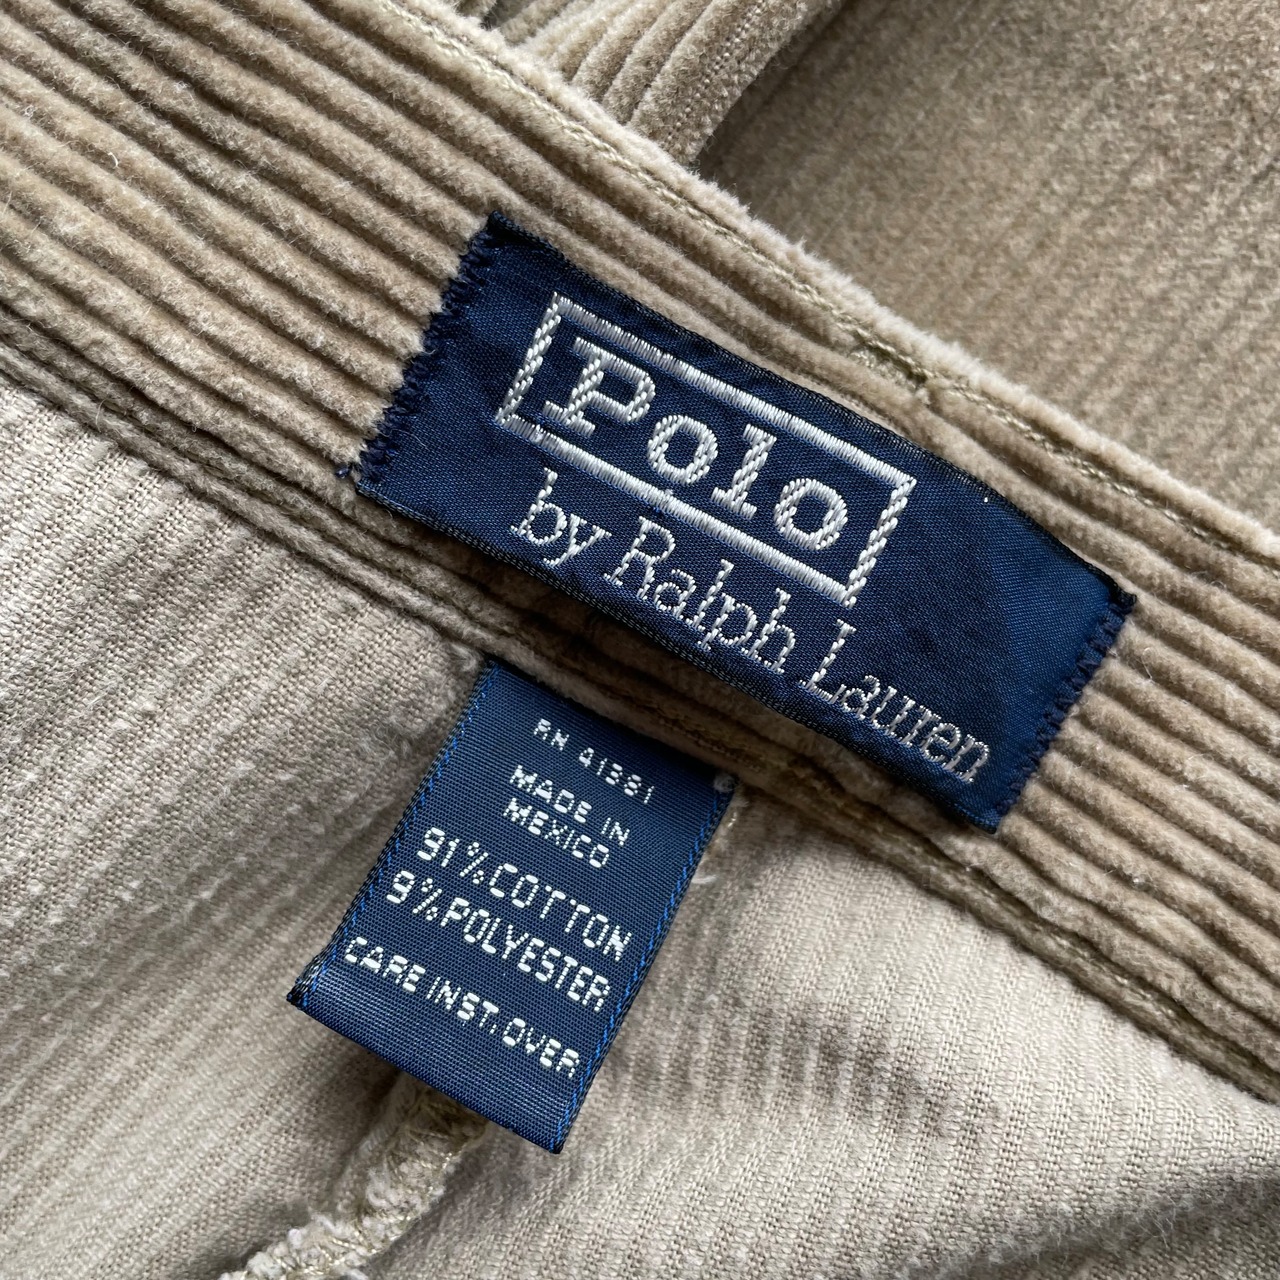 Polo
by Ralph Lauren
RN 41381
MADE IN
MEXICO
91%COTTON
9%POLYESTER
CARE INST. OVER